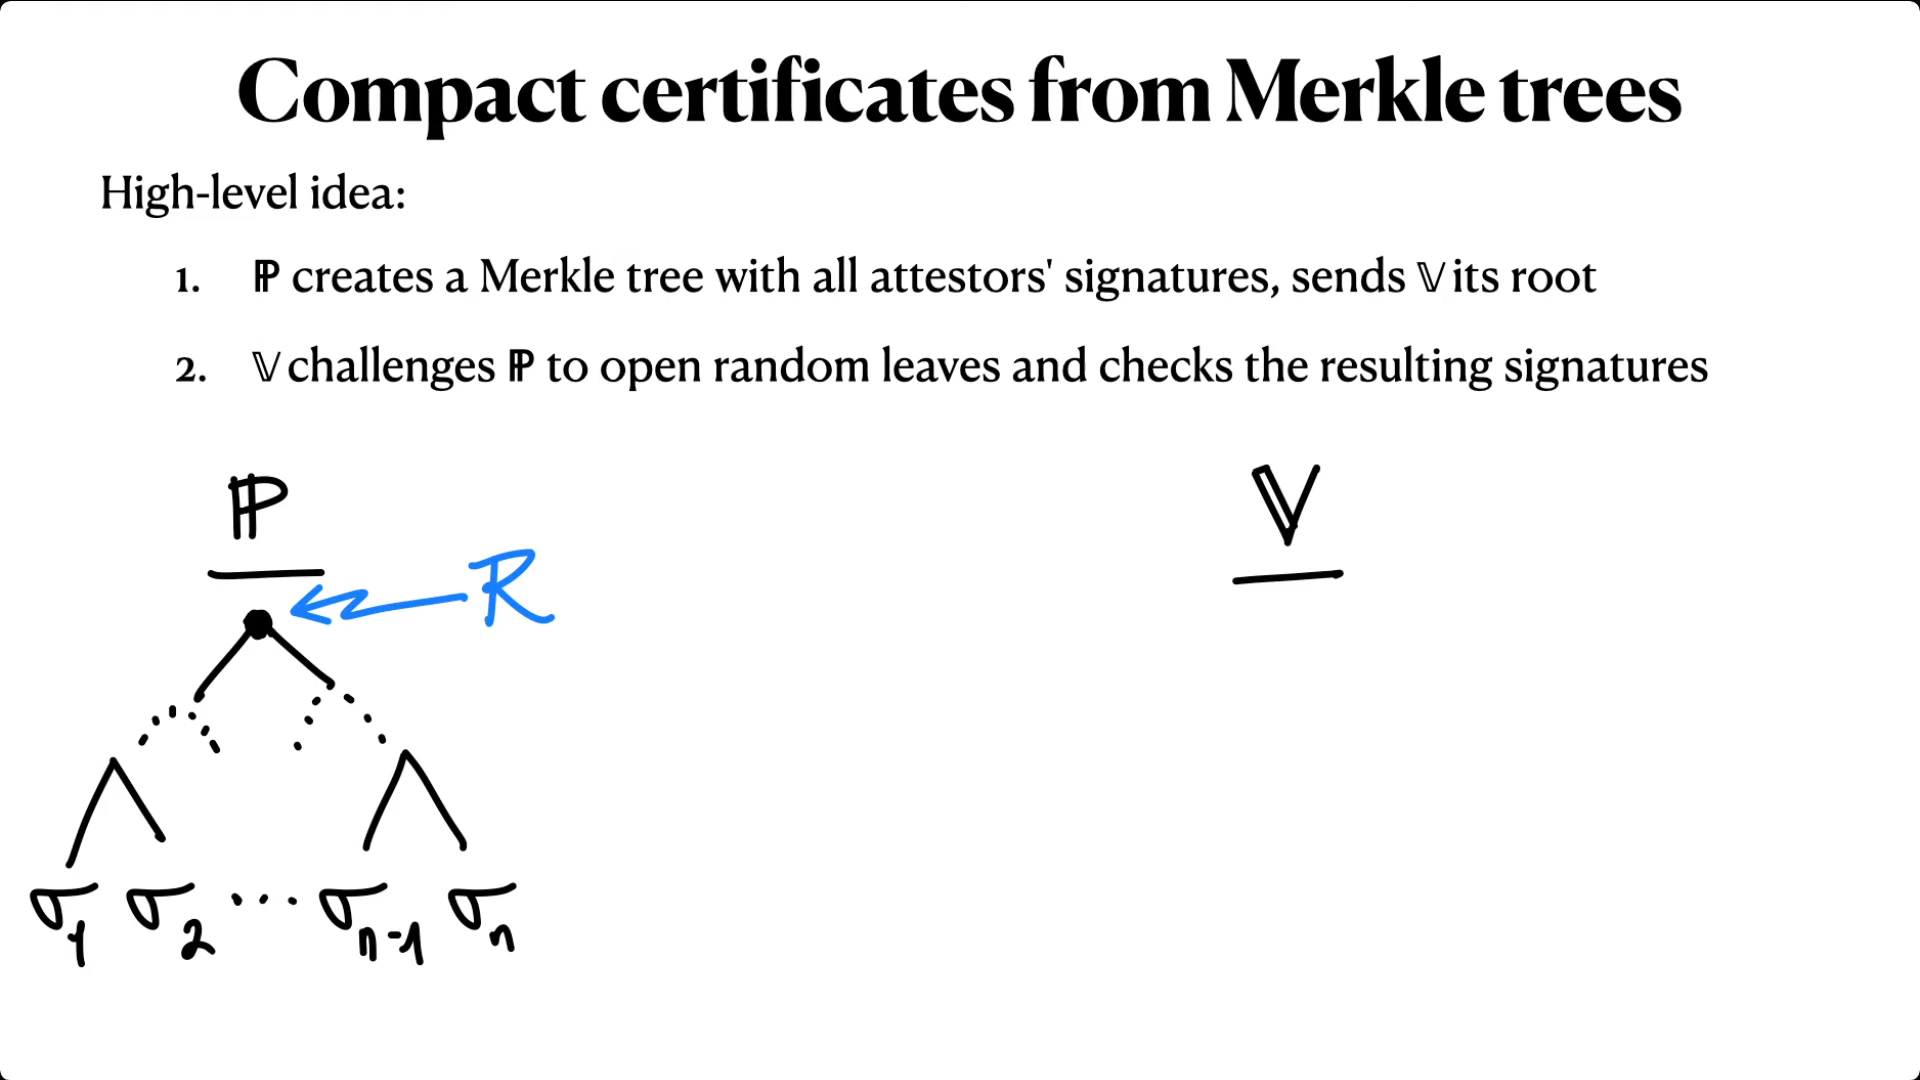 Compact certificates from Merkle trees
High-level idea:
1. ℙ creates a Merkle tree with all attestors' signatures, sends 𝕍 its root
2. 𝕍 challenges ℙ to open random leaves and checks the resulting signatures
ℙ 𝕍
R
σ₁ σ₂ ... σₙ₋₁ σₙ